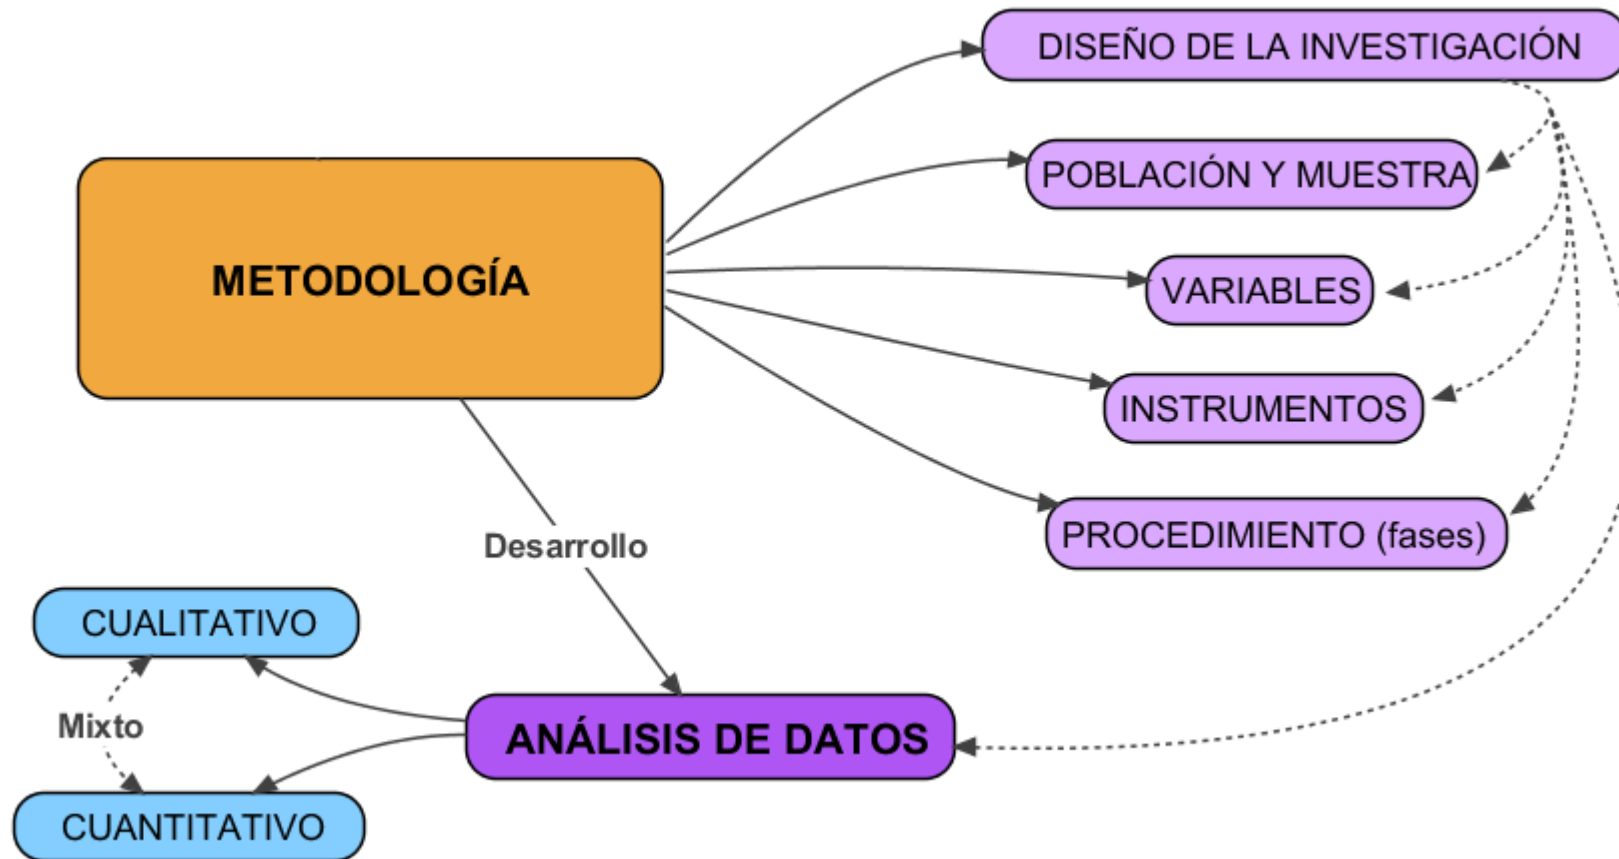 DISEÑO DE LA INVESTIGACIÓN
POBLACIÓN Y MUESTRA
METODOLOGÍA
VARIABLES
INSTRUMENTOS
PROCEDIMIENTO (fases)
Desarrollo
CUALITATIVO
Mixto
ANÁLISIS DE DATOS
CUANTITATIVO